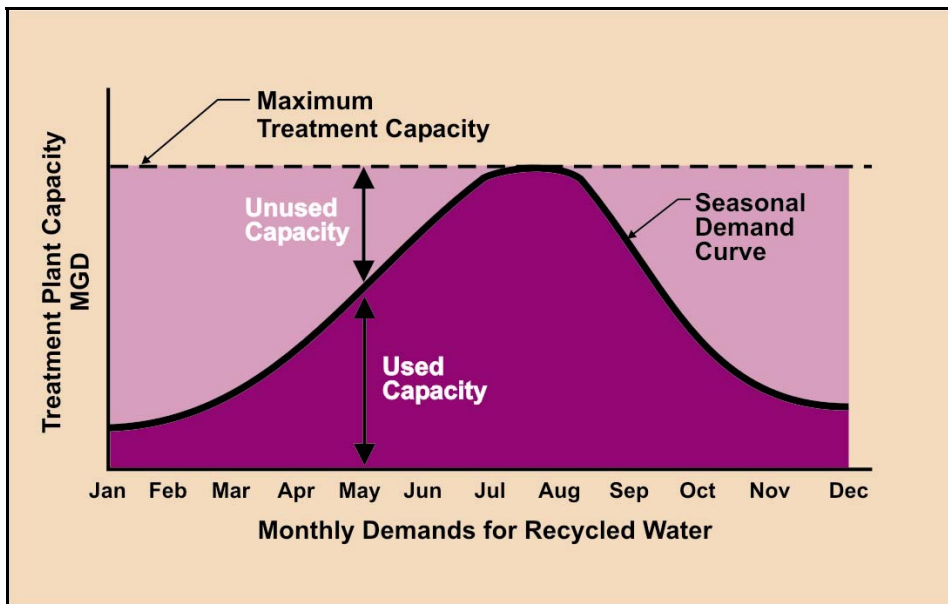 Maximum
Treatment Capacity
Unused
Capacity
Seasonal
Demand
Curve
Treatment Plant Capacity
MGD
Used
Capacity
Jan Feb Mar Apr May Jun Jul Aug Sep Oct Nov Dec
Monthly Demands for Recycled Water